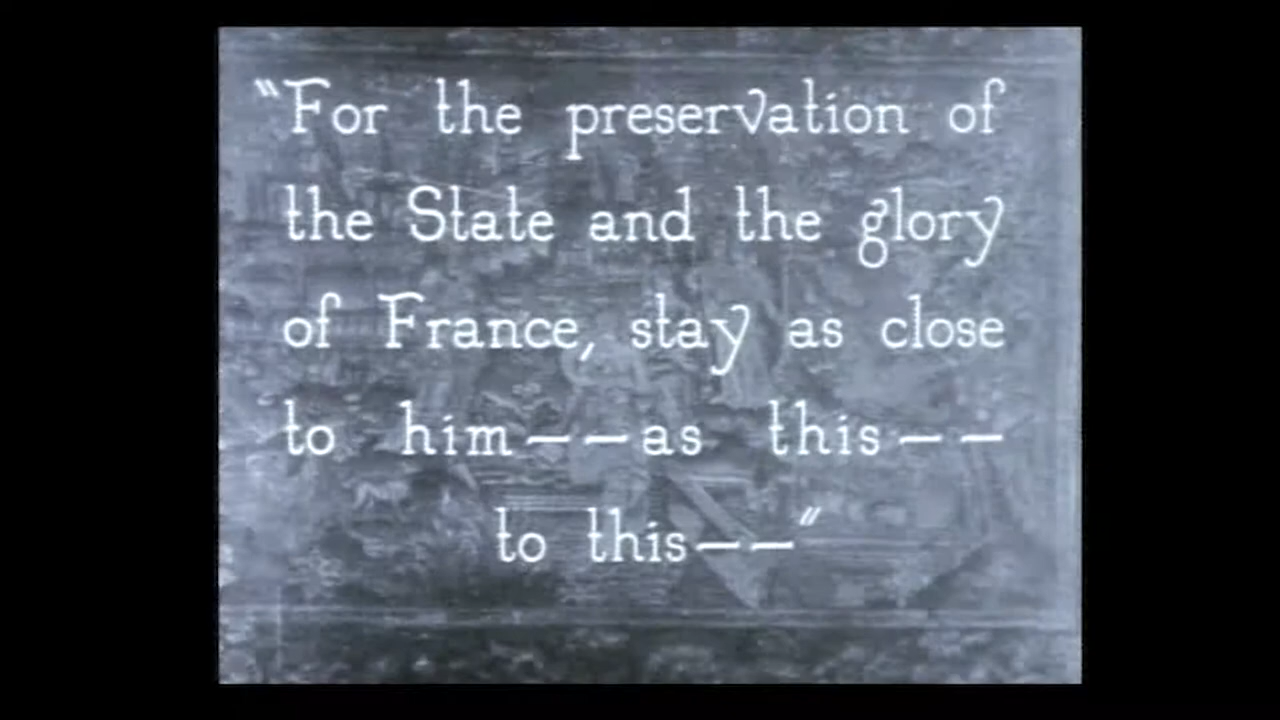 "For the preservation of
the State and the glory
of France, stay as close
to him——as this——
to this——"